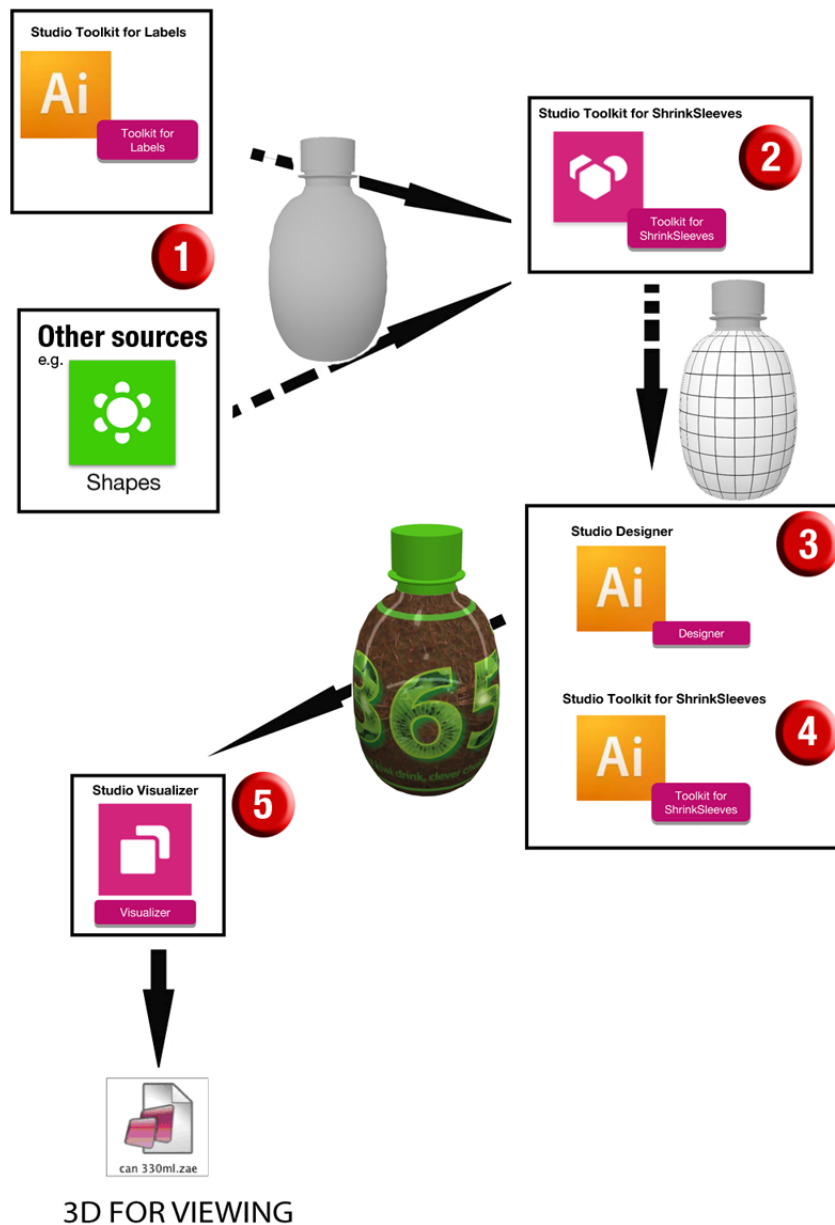 Studio Toolkit for Labels
Ai
Toolkit for
Labels
1
Other sources
e.g.
Shapes
Studio Toolkit for ShrinkSleeves
2
Toolkit for
ShrinkSleeves
Studio Designer
3
Ai
Designer
Studio Toolkit for ShrinkSleeves
4
Ai
Toolkit for
ShrinkSleeves
365
drink, clever
Studio Visualizer
5
Visualizer
can 330ml.zae
3D FOR VIEWING